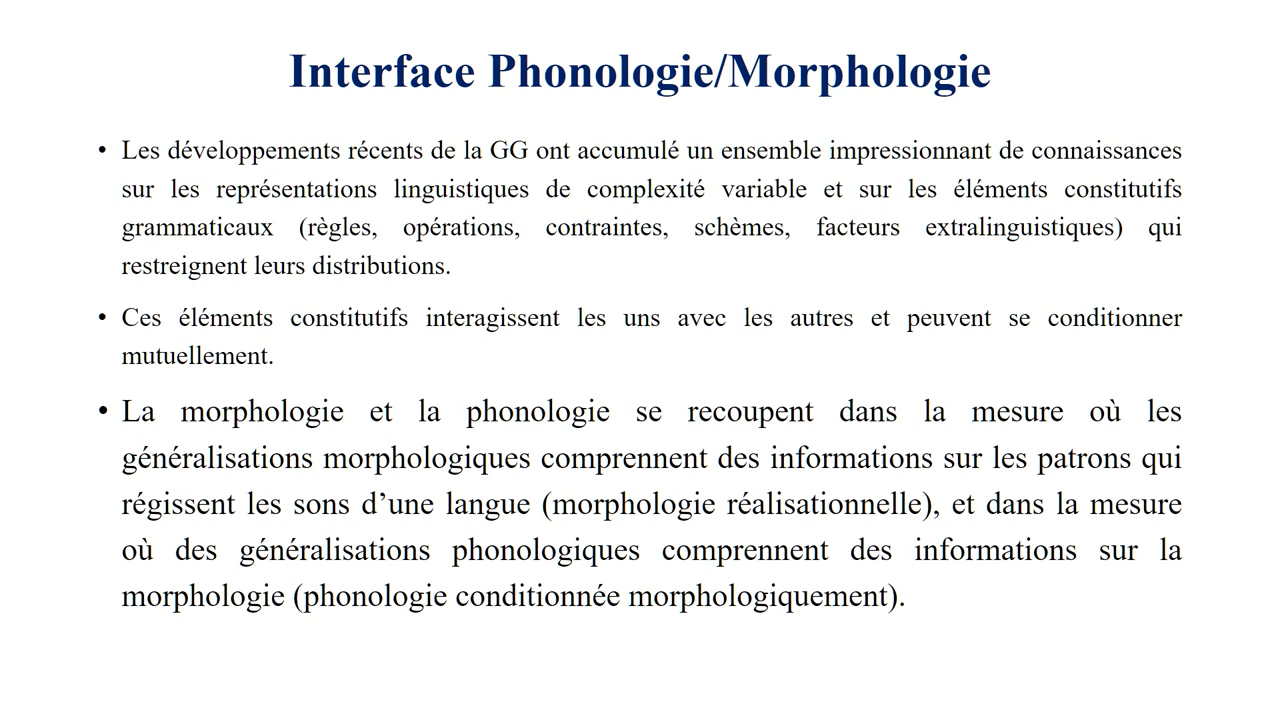 Interface Phonologie/Morphologie
• Les développements récents de la GG ont accumulé un ensemble impressionnant de connaissances
sur les représentations linguistiques de complexité variable et sur les éléments constitutifs
grammaticaux (règles, opérations, contraintes, schèmes, facteurs extralinguistiques) qui
restreignent leurs distributions.
• Ces éléments constitutifs interagissent les uns avec les autres et peuvent se conditionner
mutuellement.
• La morphologie et la phonologie se recoupent dans la mesure où les
généralisations morphologiques comprennent des informations sur les patrons qui
régissent les sons d’une langue (morphologie réalisationnelle), et dans la mesure
où des généralisations phonologiques comprennent des informations sur la
morphologie (phonologie conditionnée morphologiquement).